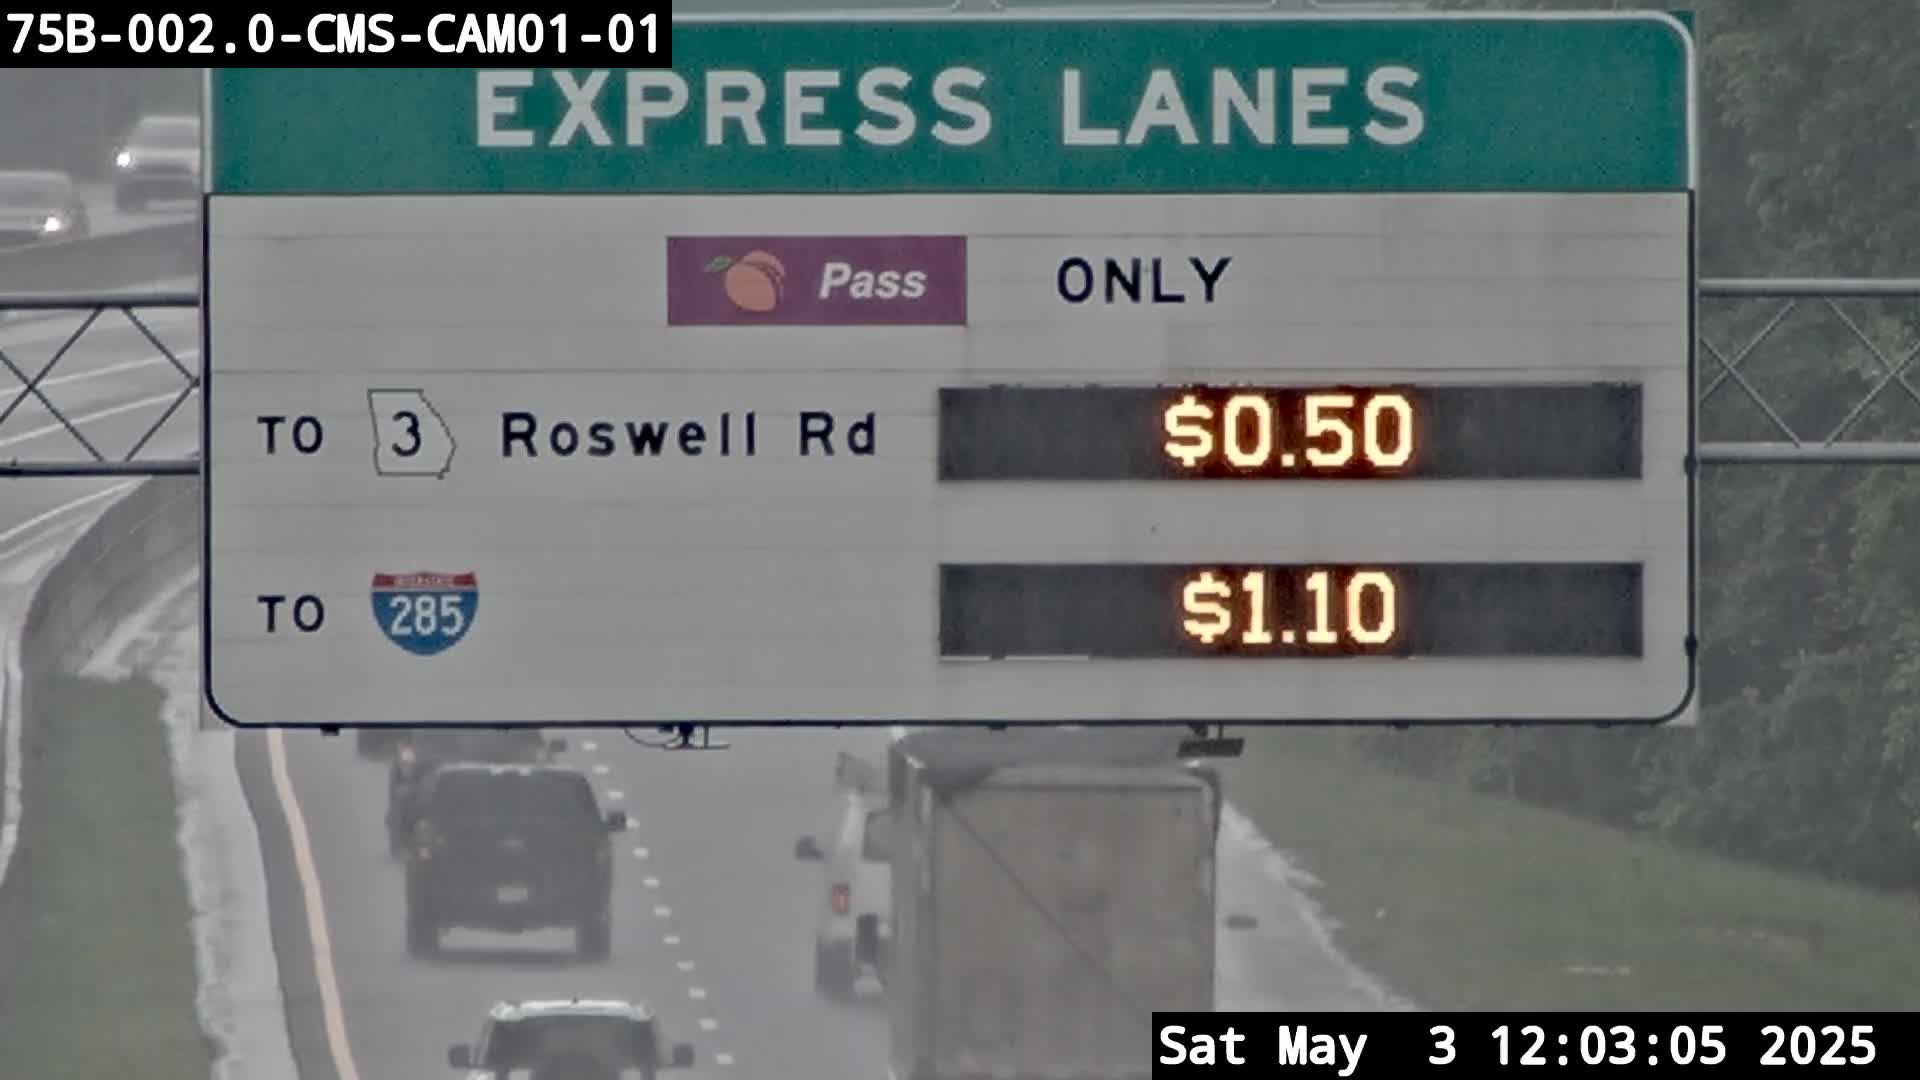 75B-002.0-CMS-CAM01-01
EXPRESS LANES
Pass ONLY
TO 3 Roswell Rd $0.50
INTERSTATE
TO 285 $1.10
Sat May 3 12:03:05 2025